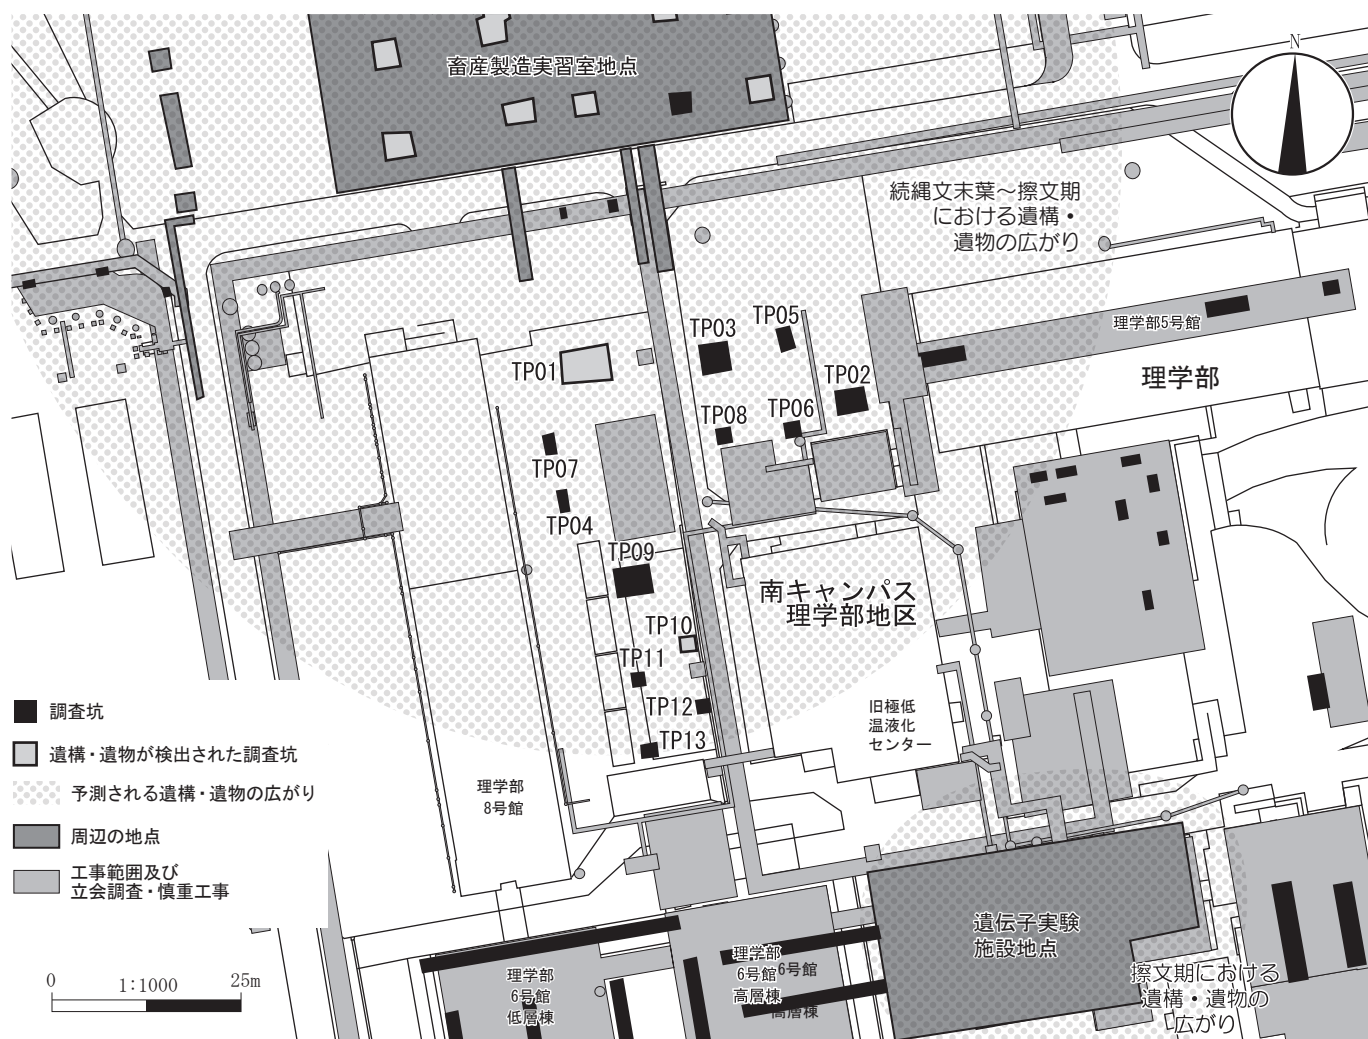 畜産製造実習室地点
N
続縄文末葉～擦文期
における遺構・
遺物の広がり
TP05
TP03
理学部5号館
TP01
TP02
理学部
TP08
TP06
TP07
TP04
TP09
南キャンパス
理学部地区
TP10
TP11
TP12
TP13
旧極低
温液化
センター
調査坑
遺構・遺物が検出された調査坑
予測される遺構・遺物の広がり
周辺の地点
工事範囲及び
立会調査・慎重工事
理学部
8号館
遺伝子実験
施設地点
0 1:1000 25m
理学部
6号館
低層棟
理学部
6号館
高層棟
6号館
高層棟
擦文期における
遺構・遺物の
広がり